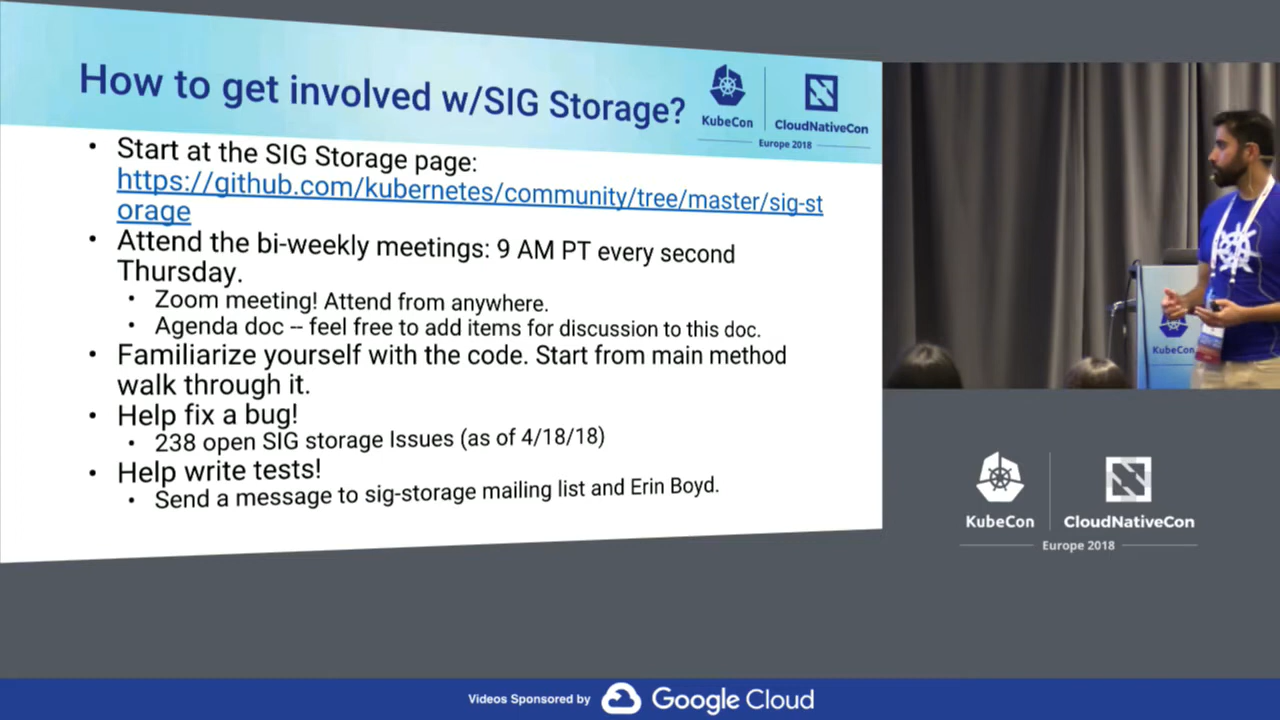 How to get involved w/SIG Storage?
KubeCon
CloudNativeCon
Europe 2018
• Start at the SIG Storage page:
https://github.com/kubernetes/community/tree/master/sig-st
orage
• Attend the bi-weekly meetings: 9 AM PT every second
Thursday.
• Zoom meeting! Attend from anywhere.
• Agenda doc -- feel free to add items for discussion to this doc.
• Familiarize yourself with the code. Start from main method
walk through it.
• Help fix a bug!
• 238 open SIG storage Issues (as of 4/18/18)
• Help write tests!
• Send a message to sig-storage mailing list and Erin Boyd.
KubeCon
KubeCon
CloudNativeCon
Europe 2018
Videos Sponsored by Google Cloud